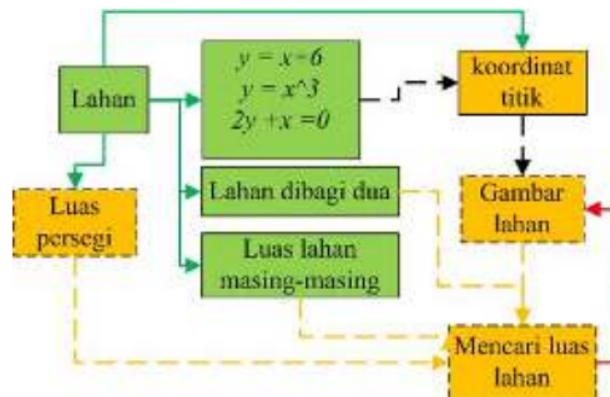 Lahan
y = x-6
y = x^3
2y +x =0
koordinat
titik
Luas
persegi
Lahan dibagi dua
Gambar
lahan
Luas lahan
masing-masing
Mencari luas
lahan